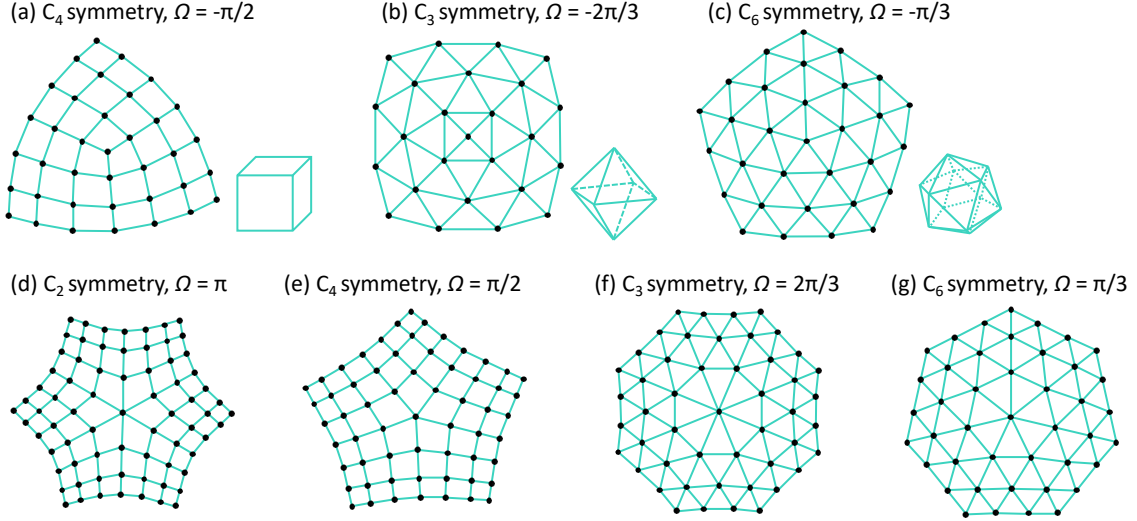 (a) C₄ symmetry, Ω = -π/2
(b) C₃ symmetry, Ω = -2π/3
(c) C₆ symmetry, Ω = -π/3
(d) C₂ symmetry, Ω = π
(e) C₄ symmetry, Ω = π/2
(f) C₃ symmetry, Ω = 2π/3
(g) C₆ symmetry, Ω = π/3